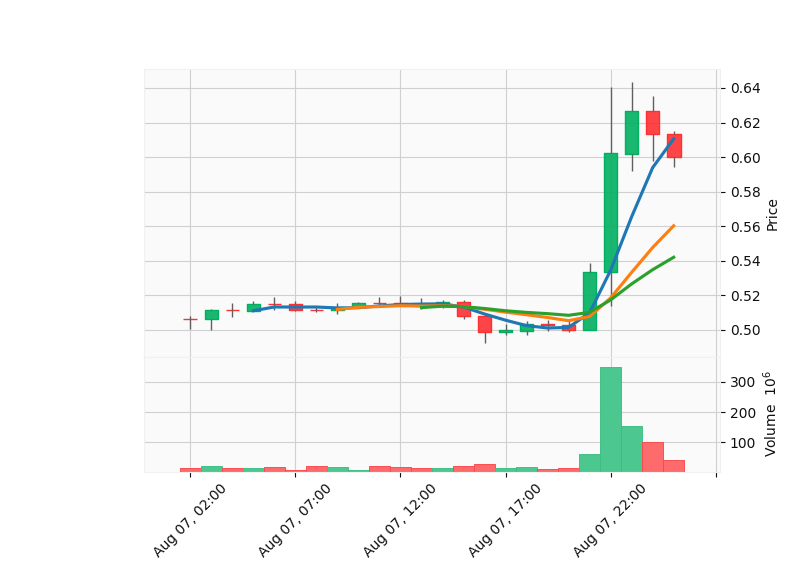 0.64
0.62
0.60
0.58
0.56
0.54
0.52
0.50
Price
300
200
100
Volume 10⁶
Aug 07, 02:00
Aug 07, 07:00
Aug 07, 12:00
Aug 07, 17:00
Aug 07, 22:00